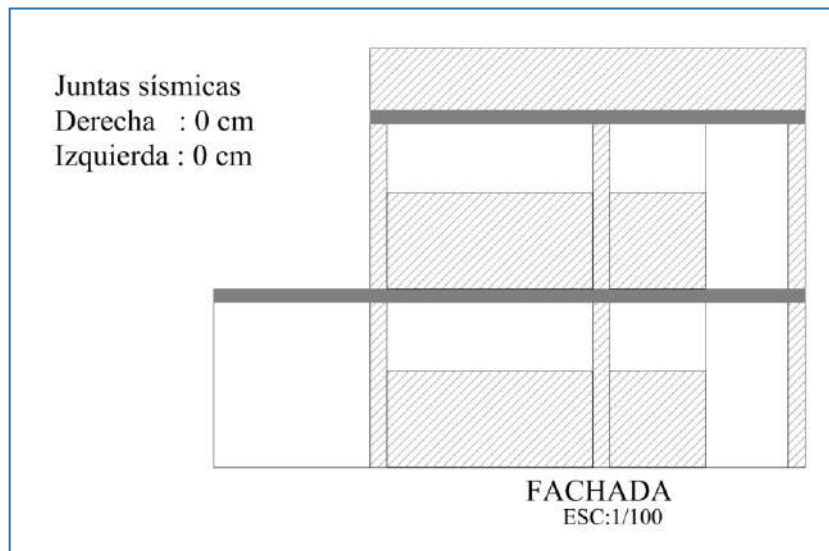 Juntas sísmicas
Derecha : 0 cm
Izquierda : 0 cm
FACHADA
ESC:1/100